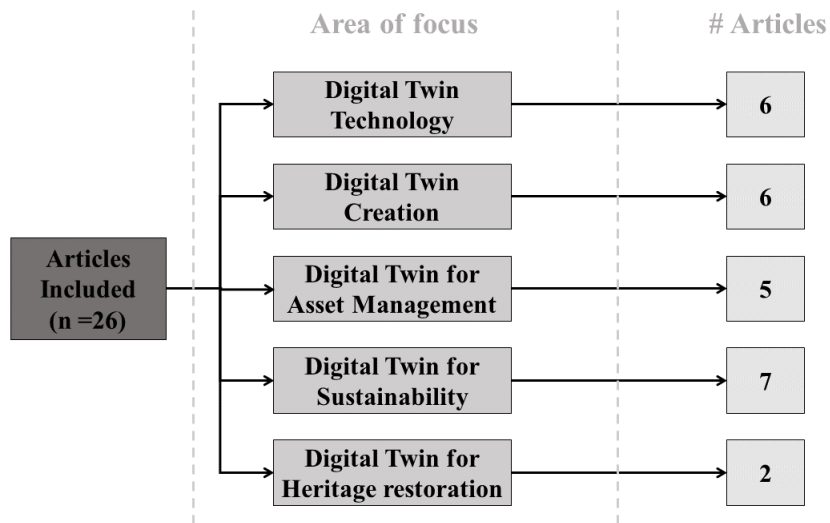 Area of focus
# Articles
Digital Twin
Technology
6
Digital Twin
Creation
6
Articles
Included
(n =26)
Digital Twin for
Asset Management
5
Digital Twin for
Sustainability
7
Digital Twin for
Heritage restoration
2